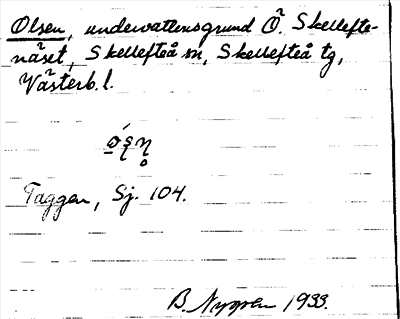 Olsen, undervattensgrund Ö. Skellefte-
näset, Skellefteå sn, Skellefteå tg,
Västerb. l.
Taggen, Sj. 104.
B. Nygren 1933